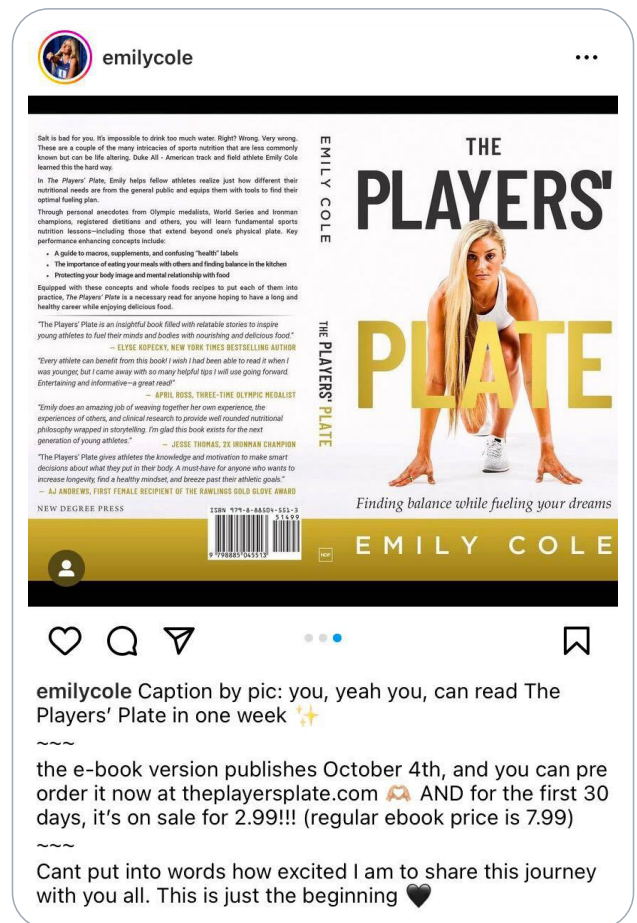 emilycole
Salt is bad for you. It's impossible to drink too much water. Right? Wrong. Very wrong.
These are a couple of the many intricacies of sports nutrition that are less commonly
known but can be life altering. Duke All - American track and field athlete Emily Cole
learned this the hard way.
In The Players' Plate, Emily helps fellow athletes realize just how different their
nutritional needs are from the general public and equips them with tools to find their
optimal fueling plan.
Through personal anecdotes from Olympic medalists, World Series and Ironman
champions, registered dietitians and others, you will learn fundamental sports
nutrition lessons—including those that extend beyond one's physical plate. Key
performance enhancing concepts include:
• A guide to macros, supplements, and confusing "health" labels
• The importance of eating your meals with others and finding balance in the kitchen
• Protecting your body image and mental relationship with food
Equipped with these concepts and whole foods recipes to put each of them into
practice, The Players' Plate is a necessary read for anyone hoping to have a long and
healthy career while enjoying delicious food.
"The Players' Plate is an insightful book filled with relatable stories to inspire
young athletes to fuel their minds and bodies with nourishing and delicious food."
— ELYSE KOPECKY, NEW YORK TIMES BESTSELLING AUTHOR
"Every athlete can benefit from this book! I wish I had been able to read it when I
was younger, but I came away with so many helpful tips I will use going forward.
Entertaining and informative—a great read!"
— APRIL ROSS, THREE-TIME OLYMPIC MEDALIST
"Emily does an amazing job of weaving together her own experience, the
experiences of others, and clinical research to provide well rounded nutritional
philosophy wrapped in storytelling. I'm glad this book exists for the next
generation of young athletes."
— JESSE THOMAS, 2X IRONMAN CHAMPION
"The Players' Plate gives athletes the knowledge and motivation to make smart
decisions about what they put in their body. A must-have for anyone who wants to
increase longevity, find a healthy mindset, and breeze past their athletic goals."
— AJ ANDREWS, FIRST FEMALE RECIPIENT OF THE RAWLINGS GOLD GLOVE AWARD
NEW DEGREE PRESS
ISBN 979-8-88504-551-3
51499
9 798885 045513
EMILY COLE
THE PLAYERS' PLATE
NDP
THE
PLAYERS'
PLATE
Finding balance while fueling your dreams
EMILY COLE
emilycole Caption by pic: you, yeah you, can read The
Players' Plate in one week ✨
~~~
the e-book version publishes October 4th, and you can pre
order it now at theplayersplate.com 🫶🏼 AND for the first 30
days, it's on sale for 2.99!!! (regular ebook price is 7.99)
~~~
Cant put into words how excited I am to share this journey
with you all. This is just the beginning 🖤